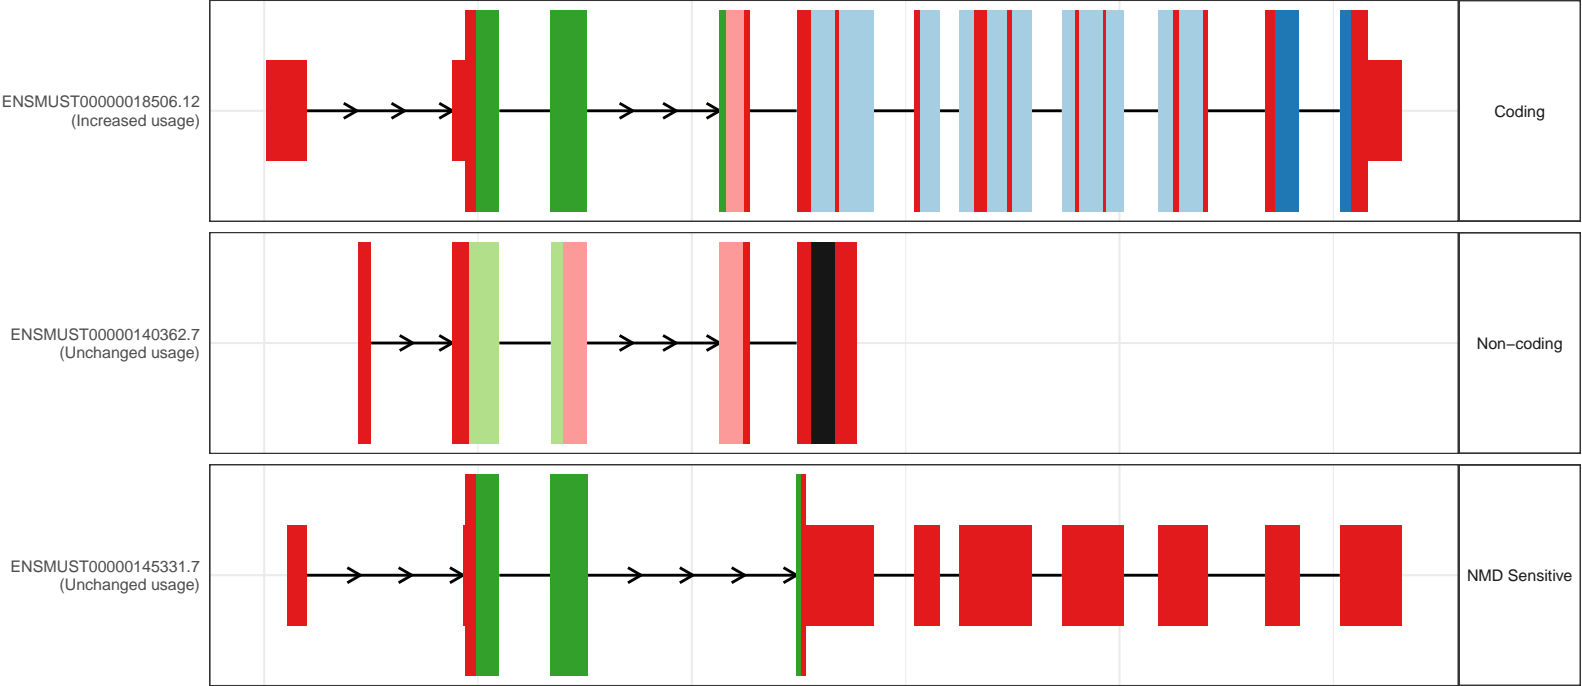 ENSMUST00000018506.12
(Increased usage)
Coding
ENSMUST00000140362.7
(Unchanged usage)
Non−coding
ENSMUST00000145331.7
(Unchanged usage)
NMD Sensitive